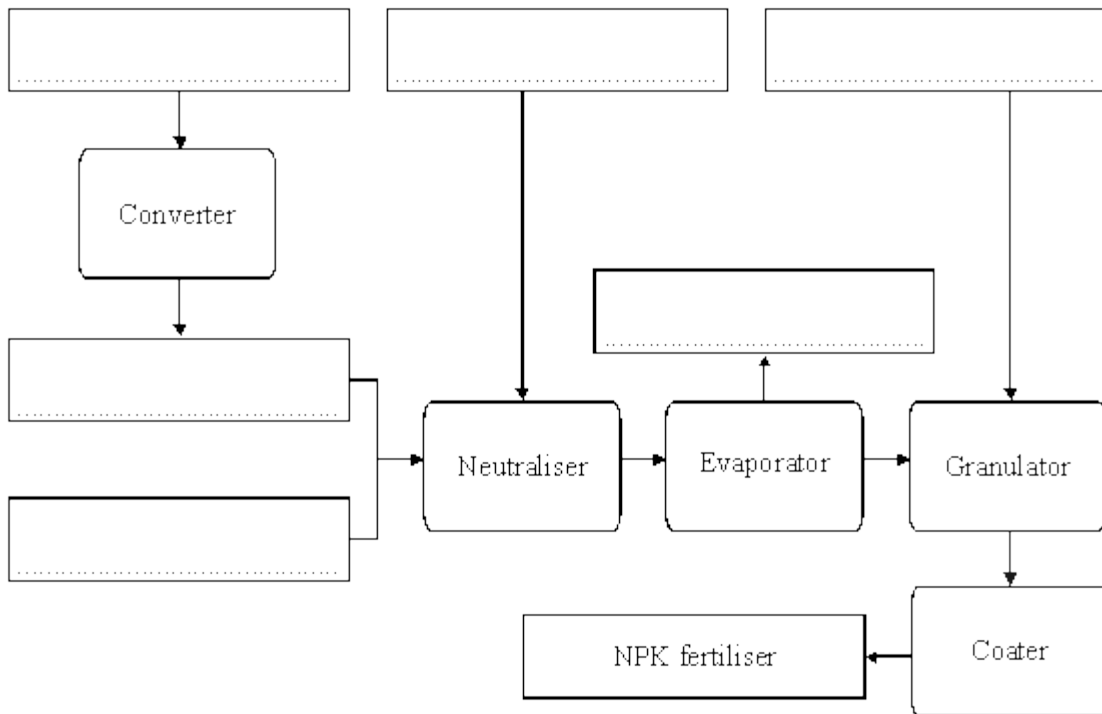 Converter
Neutraliser
Evaporator
Granulator
NPK fertiliser
Coater